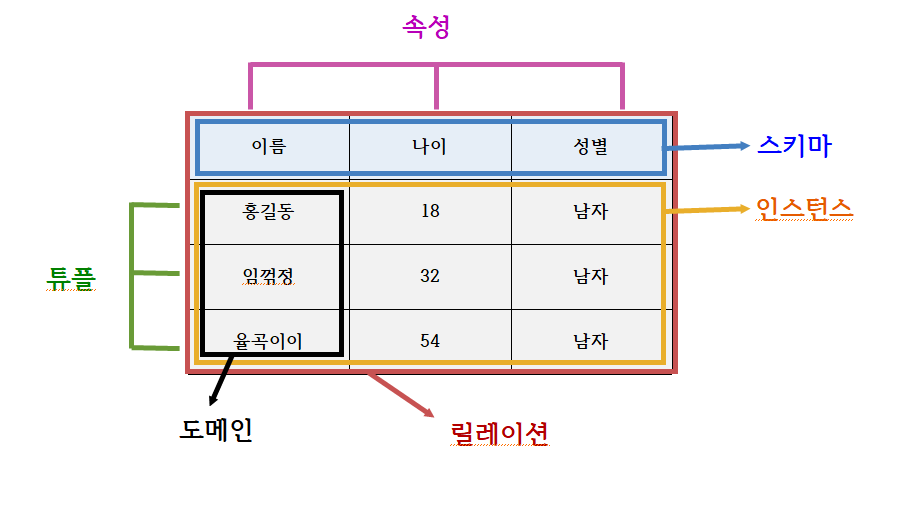 속성
이름 나이 성별
스키마
홍길동 18 남자
인스턴스
튜플
임꺾정 32 남자
율곡이이 54 남자
도메인
릴레이션